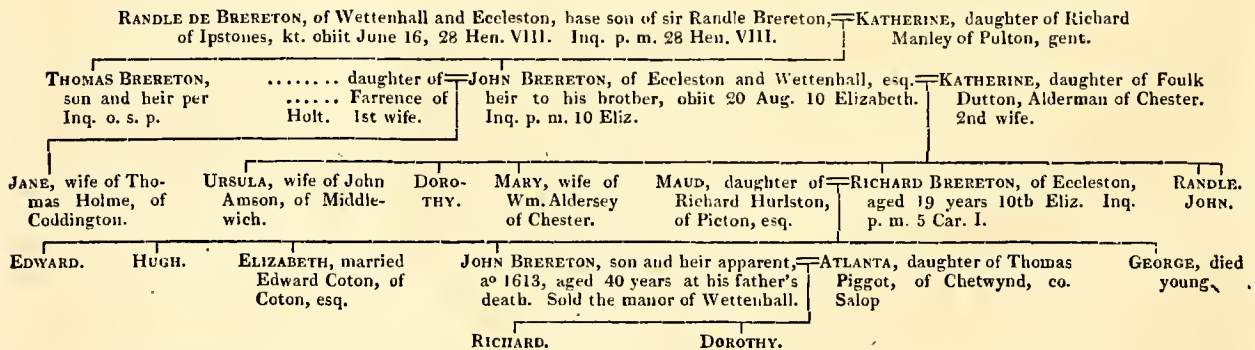 RANDLE DE BRERETON, of Wettenhall and Eccleston, base son of sir Randle Brereton,
of Ipstones, kt. obiit June 16, 28 Hen. VIII. Inq. p. m. 28 Hen. VIII.
KATHERINE, daughter of Richard
Manley of Pulton, gent.
THOMAS BRERETON,
son and heir per
Inq. o. s. p.
........ daughter of
...... Farrence of
Holt. 1st wife.
JOHN BRERETON, of Eccleston and Wettenhall, esq.
heir to his brother, obiit 20 Aug. 10 Elizabeth.
Inq. p. m. 10 Eliz.
KATHERINE, daughter of Foulk
Dutton, Alderman of Chester.
2nd wife.
JANE, wife of Tho-
mas Holme, of
Coddington.
URSULA, wife of John
Amson, of Middle-
wich.
DORO-
THY.
MARY, wife of
Wm. Aldersey
of Chester.
MAUD, daughter of
Richard Hurlston,
of Picton, esq.
RICHARD BRERETON, of Eccleston,
aged 19 years 10th Eliz. Inq.
p. m. 5 Car. I.
RANDLE.
JOHN.
EDWARD.
HUGH.
ELIZABETH, married
Edward Coton, of
Coton, esq.
JOHN BRERETON, son and heir apparent,
aº 1613, aged 40 years at his father's
death. Sold the manor of Wettenhall.
ATLANTA, daughter of Thomas
Piggot, of Chetwynd, co.
Salop
GEORGE, died
young.
RICHARD.
DOROTHY.